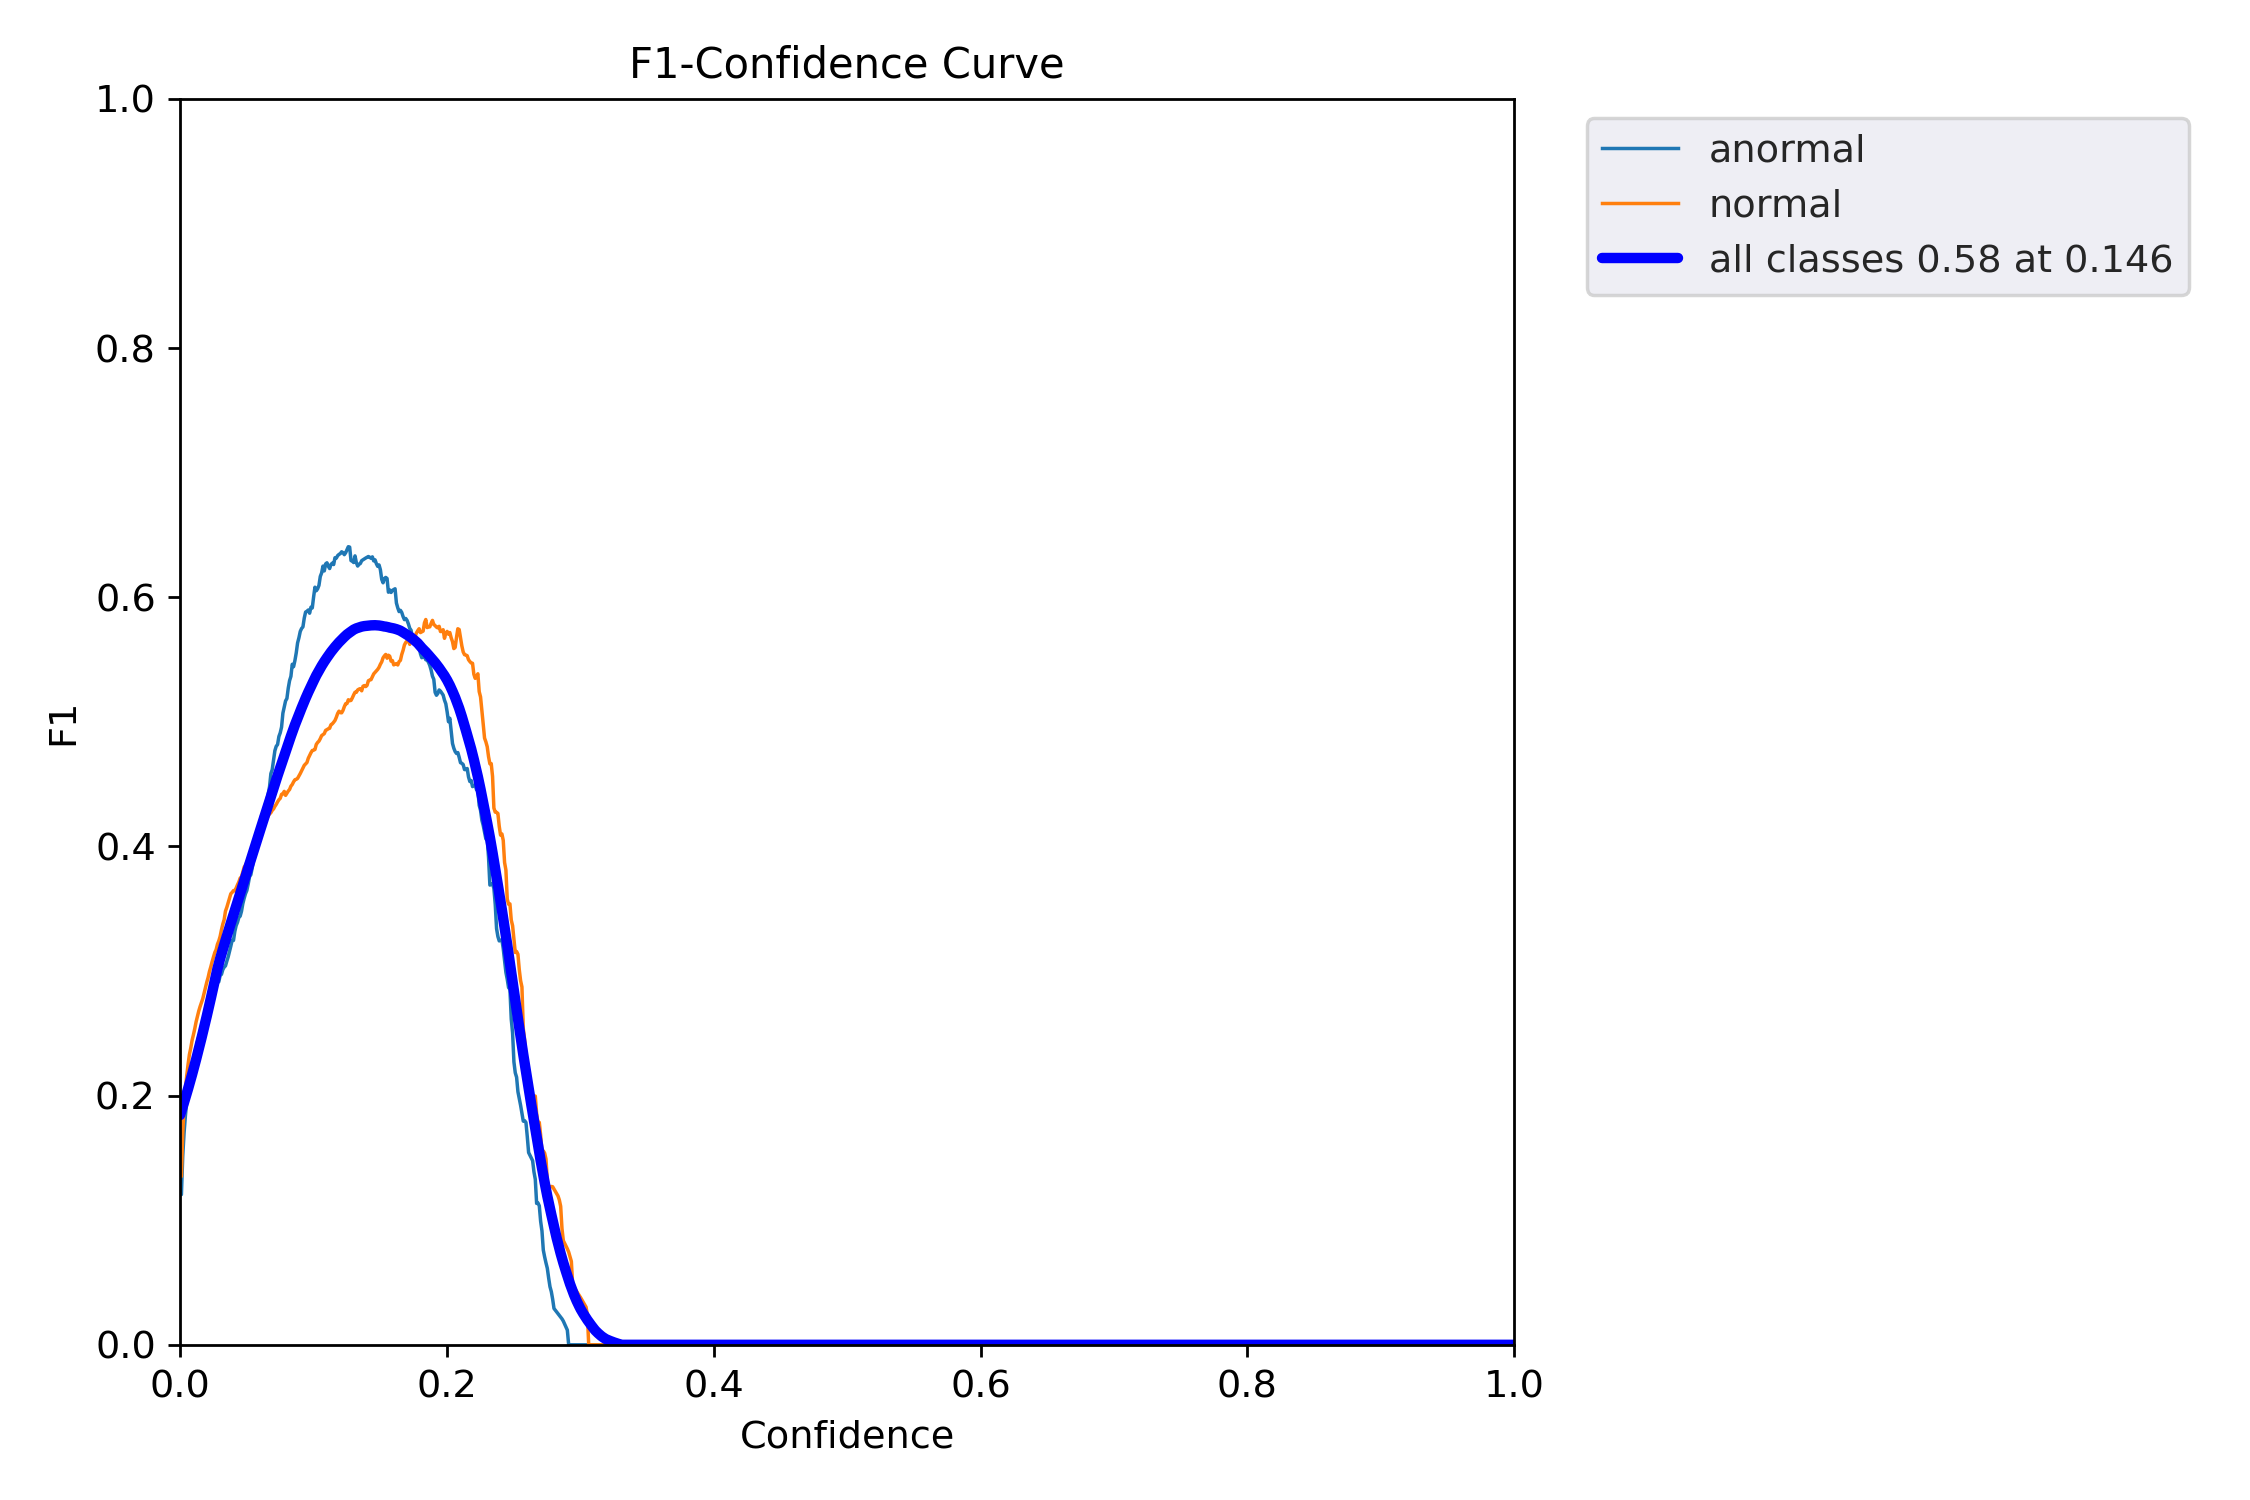 F1-Confidence Curve
1.0
0.8
0.6
0.4
0.2
0.0
F1
0.0 0.2 0.4 0.6 0.8 1.0
Confidence
anormal
normal
all classes 0.58 at 0.146